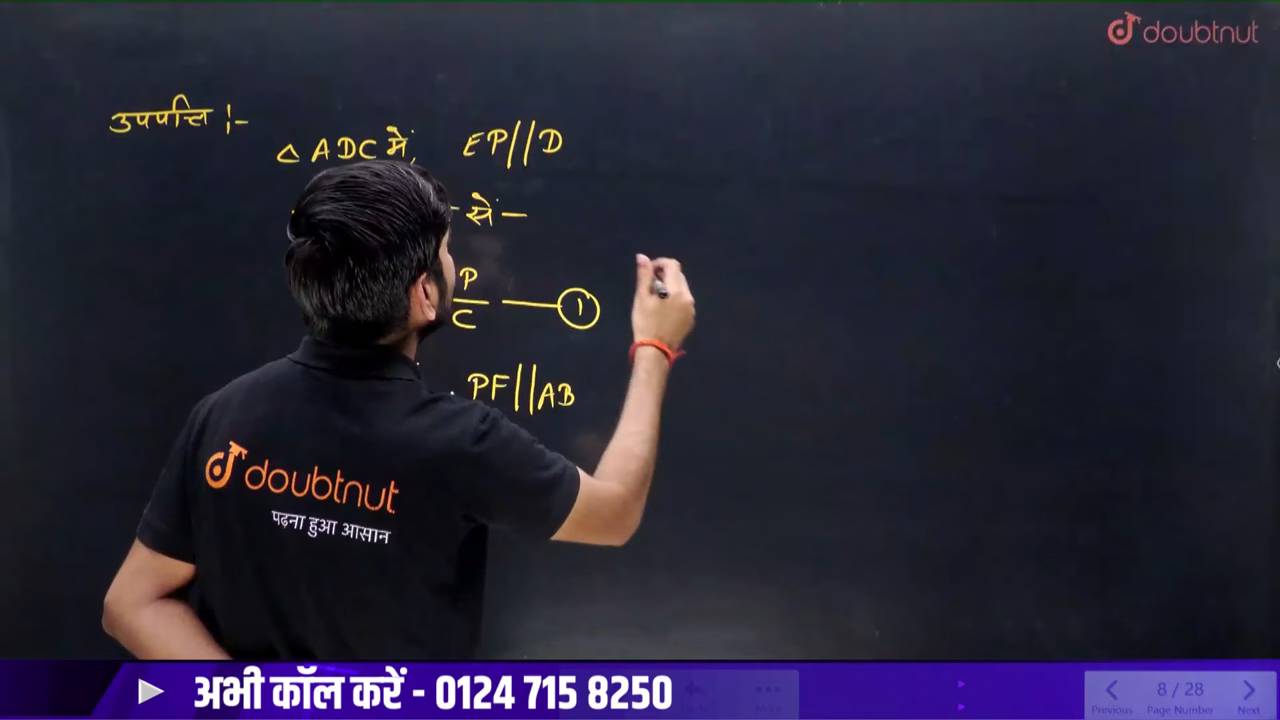 doubtnut
उपपत्ति :-
△ ADC में, EP//D
से -
P
C
1
PF//AB
doubtnut
पढ़ना हुआ आसान
अभी कॉल करें - 0124 715 8250
8 / 28
Previous Page Number Next